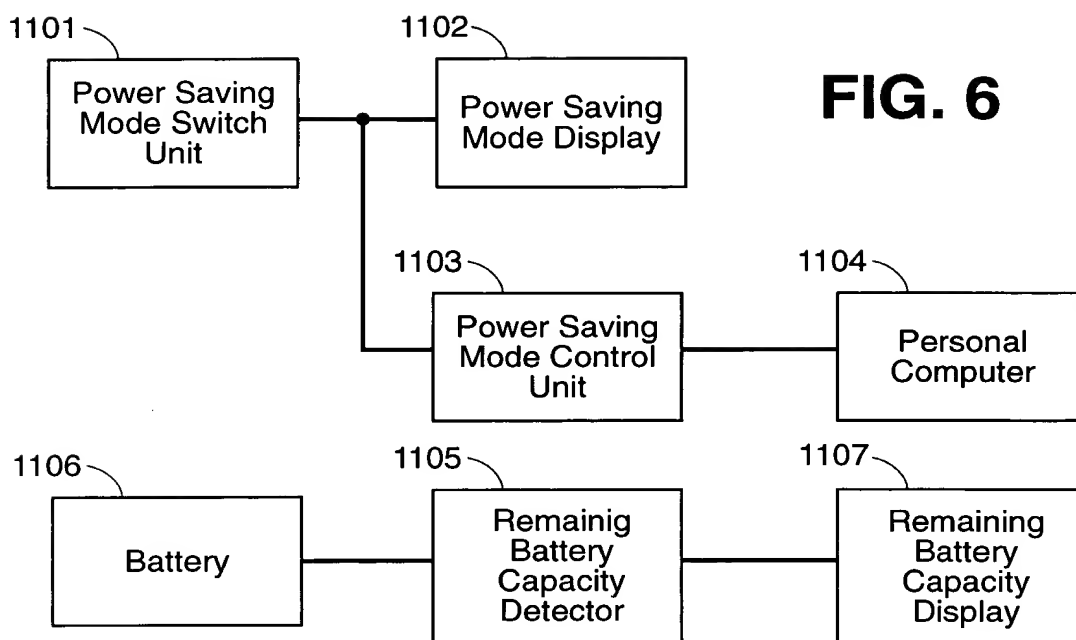 1101
Power Saving
Mode Switch
Unit
1102
Power Saving
Mode Display
FIG. 6
1103
Power Saving
Mode Control
Unit
1104
Personal
Computer
1106
Battery
1105
Remainig
Battery
Capacity
Detector
1107
Remaining
Battery
Capacity
Display